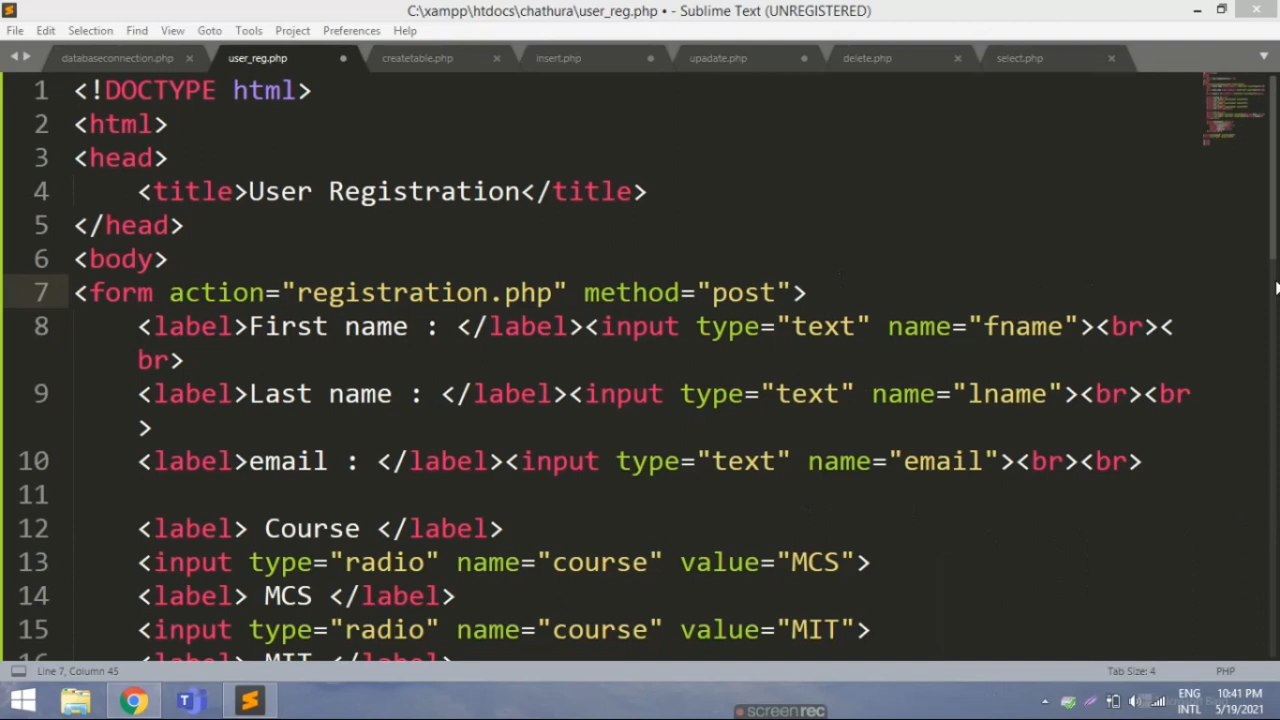 C:\xampp\htdocs\chathura\user_reg.php • - Sublime Text (UNREGISTERED)
File Edit Selection Find View Goto Tools Project Preferences Help
databaseconnection.php user_reg.php createtable.php insert.php upadate.php delete.php select.php
1 <!DOCTYPE html>
2 <html>
3 <head>
4 <title>User Registration</title>
5 </head>
6 <body>
7 <form action="registration.php" method="post">
8 <label>First name : </label><input type="text" name="fname"><br><
br>
9 <label>Last name : </label><input type="text" name="lname"><br><br
>
10 <label>email : </label><input type="text" name="email"><br><br>
11
12 <label> Course </label>
13 <input type="radio" name="course" value="MCS">
14 <label> MCS </label>
15 <input type="radio" name="course" value="MIT">
16 <label> MIT </label>
Line 7, Column 45 Tab Size: 4 PHP
ENG 10:41 PM
INTL 5/19/2021
screenrec